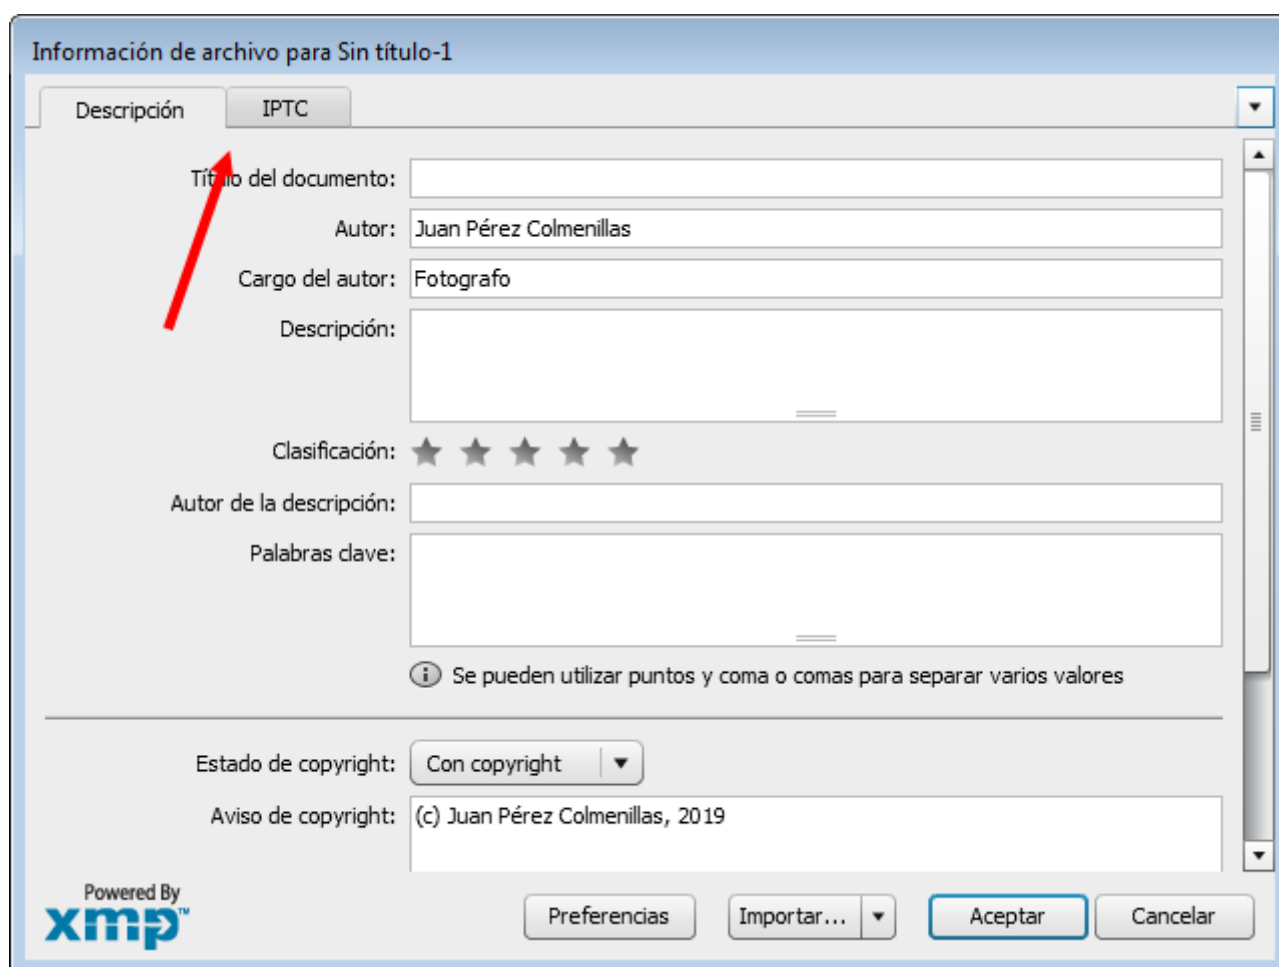 Información de archivo para Sin título-1
Descripción
IPTC
Título del documento:
Autor: Juan Pérez Colmenillas
Cargo del autor: Fotografo
Descripción:
Clasificación:
Autor de la descripción:
Palabras clave:
Se pueden utilizar puntos y coma o comas para separar varios valores
Estado de copyright: Con copyright
Aviso de copyright: (c) Juan Pérez Colmenillas, 2019
Powered By
xmp™
Preferencias
Importar...
Aceptar
Cancelar